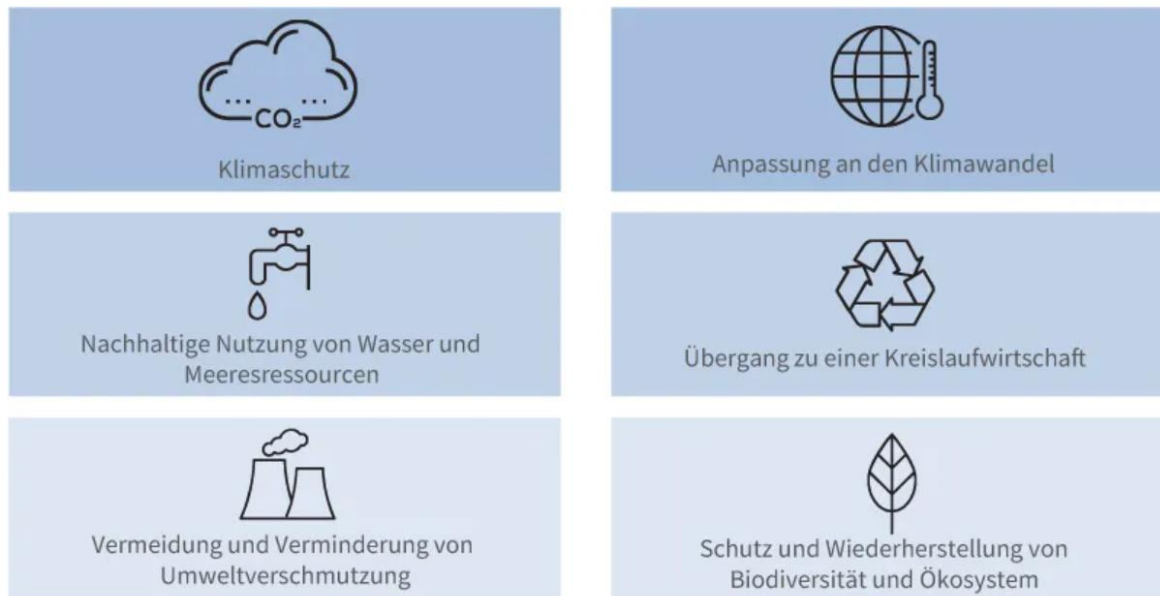 CO₂
Klimaschutz
Anpassung an den Klimawandel
Nachhaltige Nutzung von Wasser und
Meeresressourcen
Übergang zu einer Kreislaufwirtschaft
Vermeidung und Verminderung von
Umweltverschmutzung
Schutz und Wiederherstellung von
Biodiversität und Ökosystem